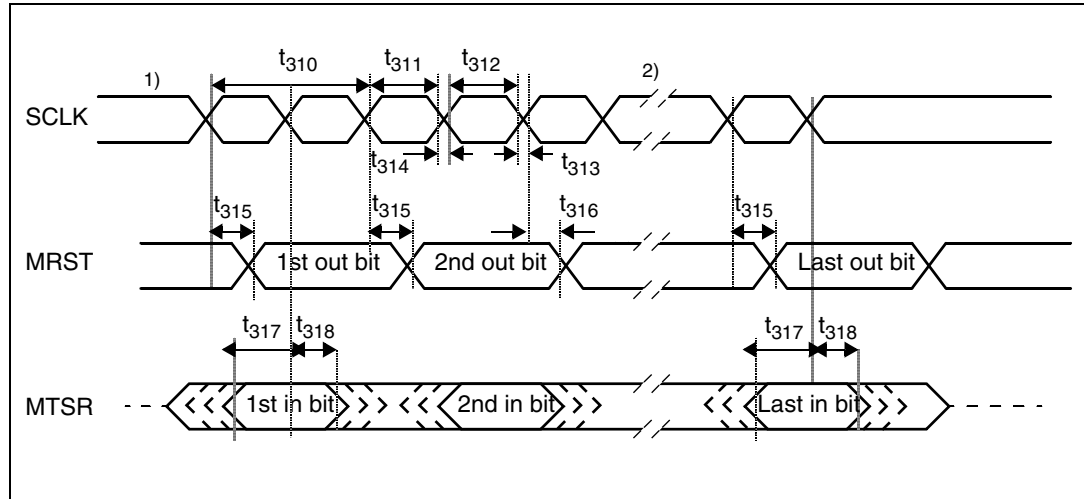 t310 t311 t312
1) 2)
SCLK
t314 t313
t315 t315 t316 t315
MRST 1st out bit 2nd out bit Last out bit
t317 t318 t317 t318
MTSR 1st in bit 2nd in bit Last in bit